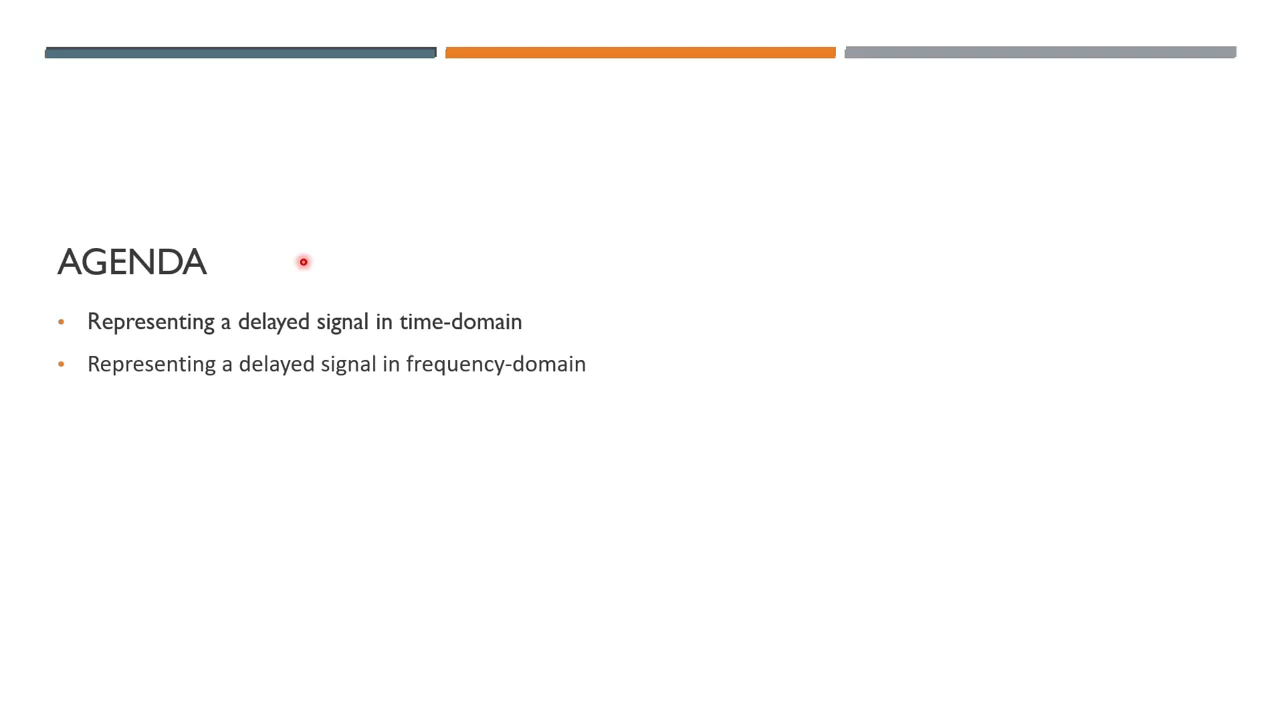 AGENDA
• Representing a delayed signal in time-domain
• Representing a delayed signal in frequency-domain